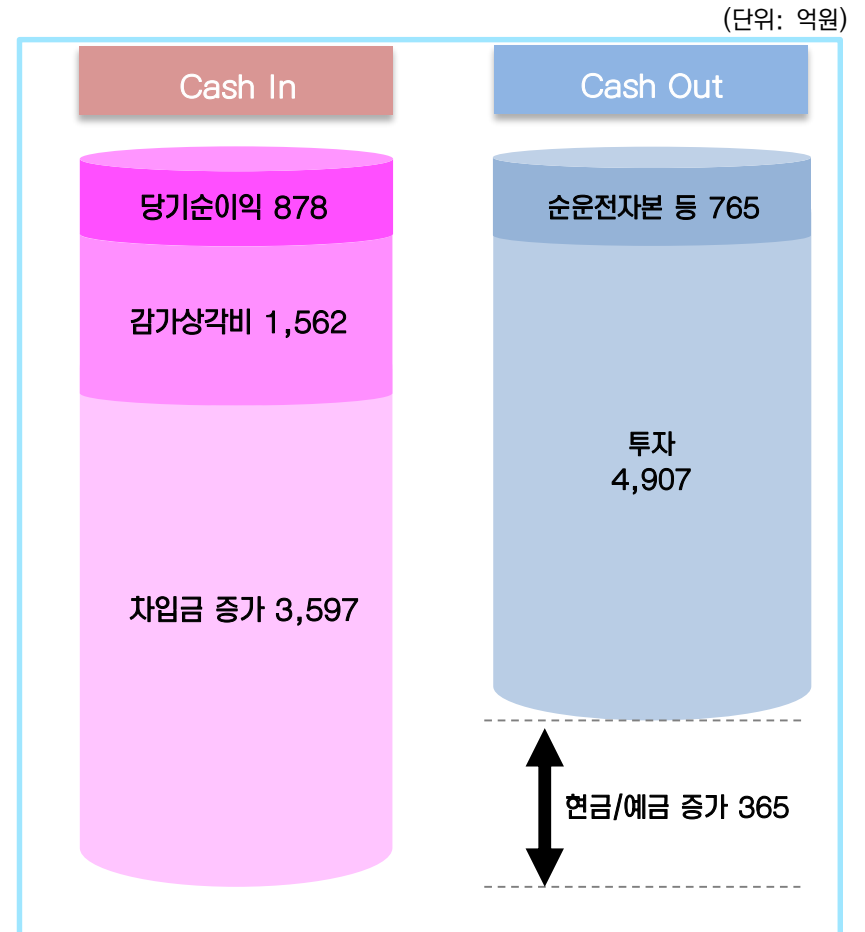 (단위: 억원)
Cash In
Cash Out
당기순이익 878
순운전자본 등 765
감가상각비 1,562
투자
4,907
차입금 증가 3,597
현금/예금 증가 365